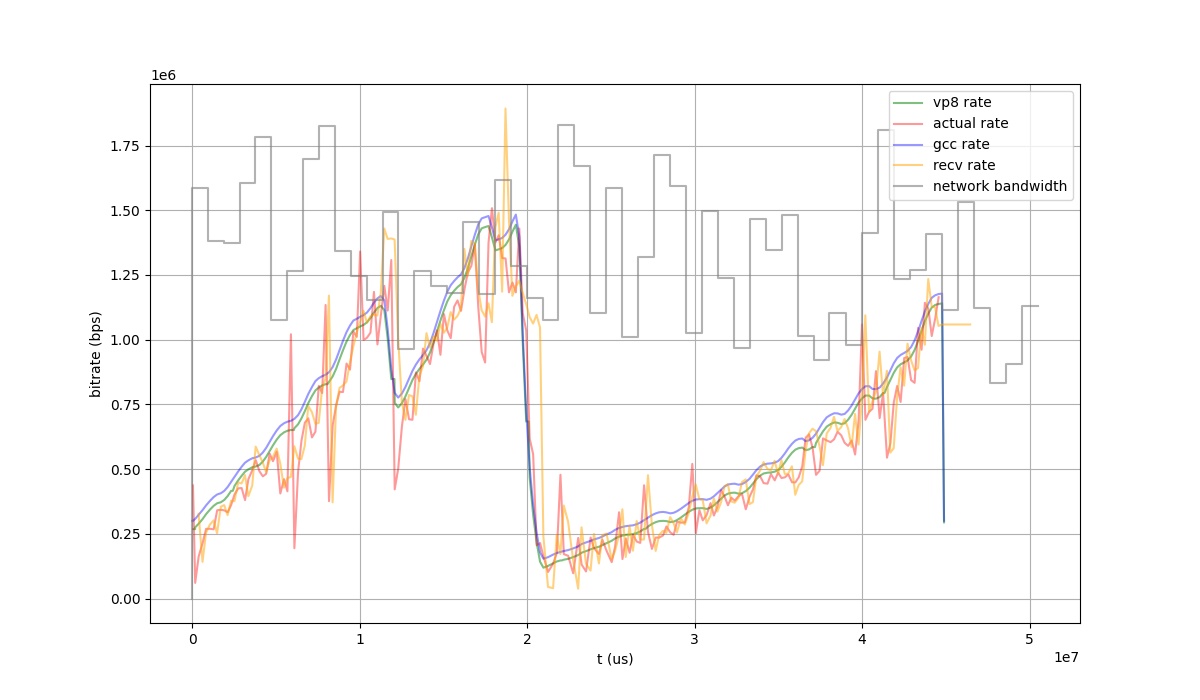 1e6
bitrate (bps)
1.75
1.50
1.25
1.00
0.75
0.50
0.25
0.00
vp8 rate
actual rate
gcc rate
recv rate
network bandwidth
0 1 2 3 4 5
t (us)
1e7